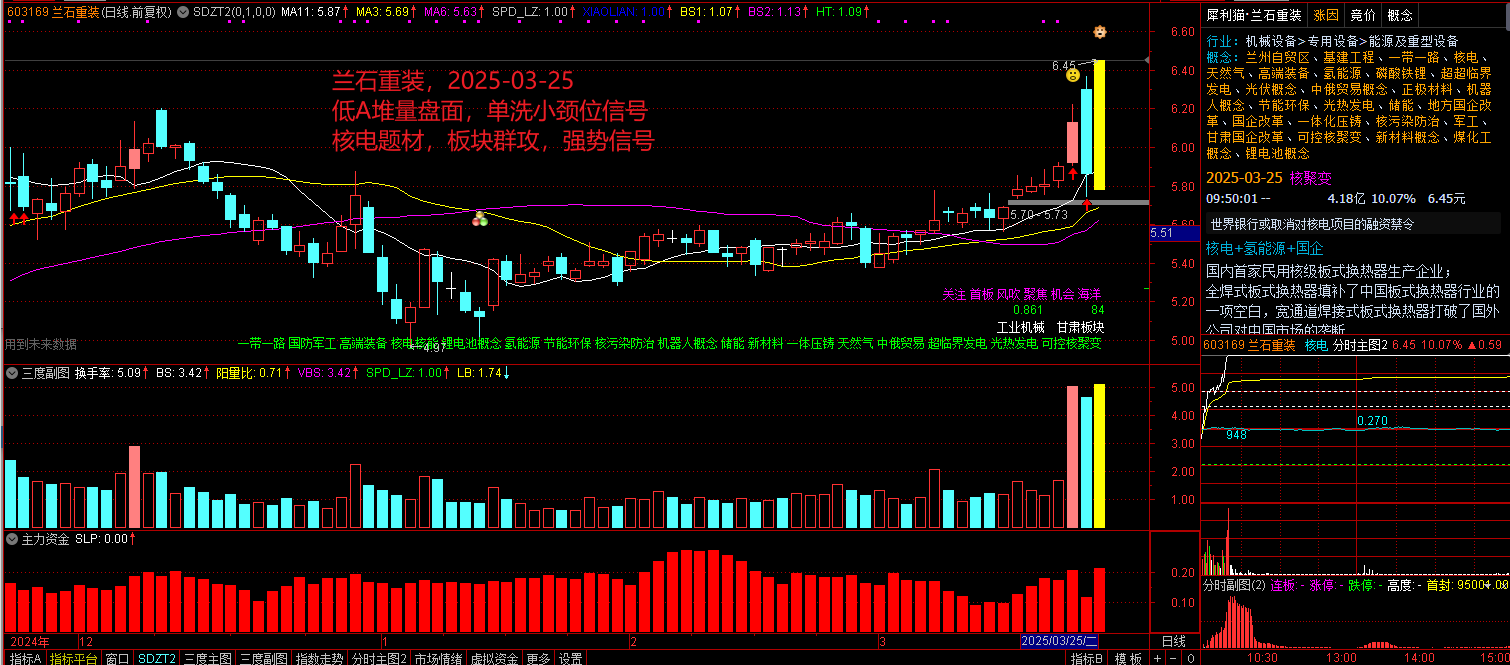 603169 兰石重装(日线.前复权) SDZT2(0,1,0,0) MA11: 5.87↑ MA3: 5.69↑ MA6: 5.63↑ SPD_LZ: 1.00↑ XIAOLIAN: 1.00↑ BS1: 1.07↑ BS2: 1.13↑ HT: 1.09↑
兰石重装，2025-03-25
低A堆量盘面，单洗小颈位信号
核电题材，板块群攻，强势信号
6.45
5.70 - 5.73
4.97
6.60
6.40
6.20
6.00
5.80
5.60
5.51
5.40
5.20
5.00
关注 首板 风吹 聚焦 机会 海洋
0.861 84
工业机械 甘肃板块
用到未来数据
一带一路 国防军工 高端装备 核电核能 锂电池概念 氢能源 节能环保 核污染防治 机器人概念 储能 新材料 一体压铸 天然气 中俄贸易 超临界发电 光热发电 可控核聚变
三度副图 换手率: 5.09↑ BS: 3.42↑ 阳量比: 0.71↑ VBS: 3.42↑ SPD_LZ: 1.00↑ LB: 1.74↓
5.00
4.00
3.00
2.00
1.00
主力资金 SLP: 0.00↑
0.20
0.10
2024年 12 1 2 3 2025/03/25/二 日线
指标A 指标平台 窗口 SDZT2 三度主图 三度副图 指数走势 分时主图2 市场情绪 虚拟资金 更多 设置 指标B 模板 + - O
犀利猫·兰石重装 涨因 竞价 概念
行业：机械设备>专用设备>能源及重型设备
概念：兰州自贸区、基建工程、一带一路、核电、
天然气、高端装备、氢能源、磷酸铁锂、超超临界
发电、光伏概念、中俄贸易概念、正极材料、机器
人概念、节能环保、光热发电、储能、地方国企改
革、国企改革、一体化压铸、核污染防治、军工、
甘肃国企改革、可控核聚变、新材料概念、煤化工
概念、锂电池概念
2025-03-25 核聚变
09:50:01 -- 4.18亿 10.07% 6.45元
世界银行或取消对核电项目的融资禁令
核电+氢能源+国企
国内首家民用核级板式换热器生产企业；
全焊式板式换热器填补了中国板式换热器行业的
一项空白，宽通道焊接式板式换热器打破了国外
公司对中国市场的垄断
603169 兰石重装 核电 分时主图2 6.45 10.07% ▲0.59
0.270
948
分时副图(2) 连板: - 涨停: - 跌停: - 高度: - 首封:
10:30 13:00 14:00 15:00